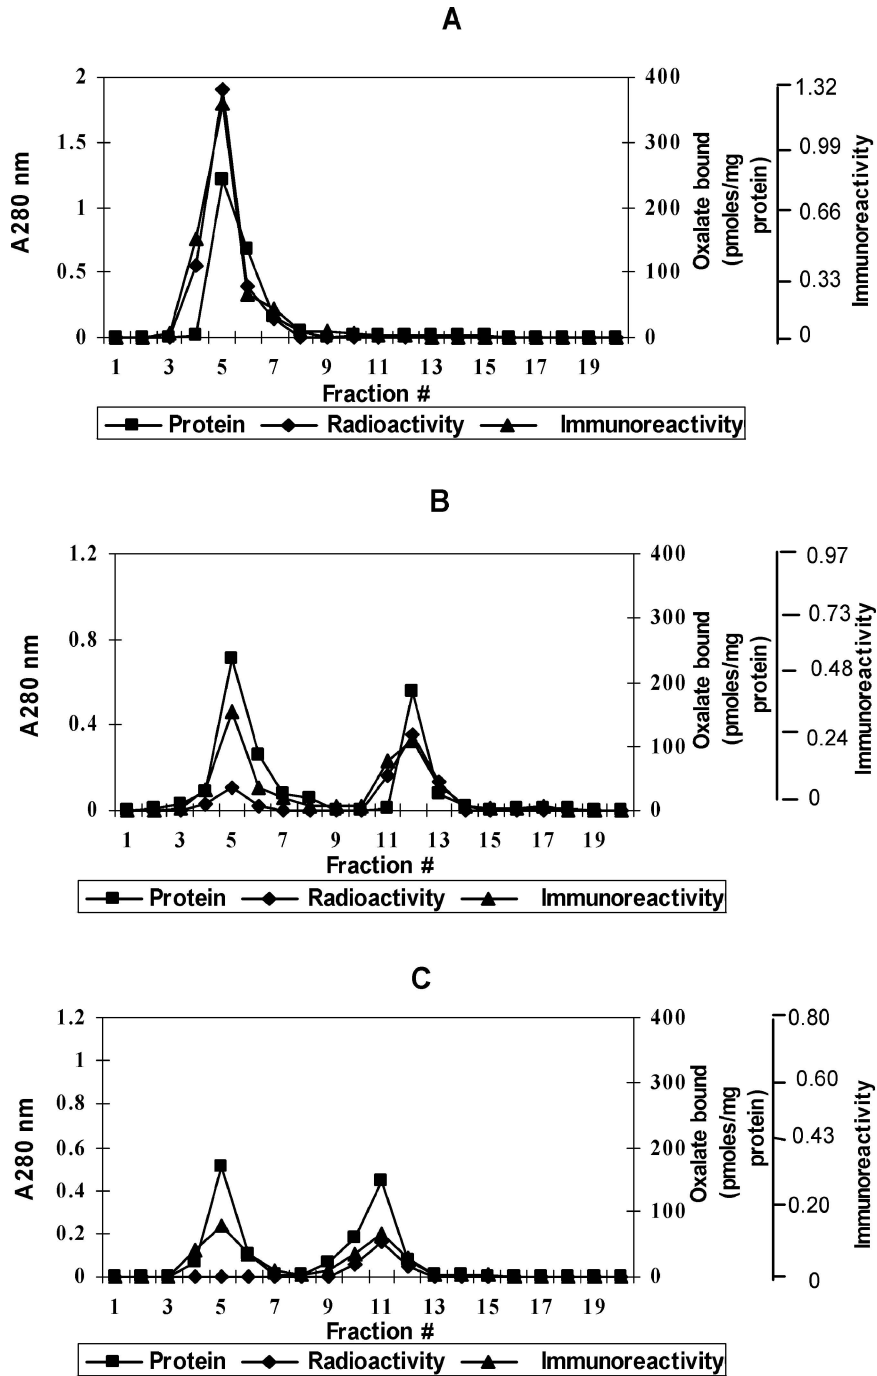 A
2
1.5
1
0.5
0
A280 nm
400
300
200
100
0
Oxalate bound
(pmoles/mg
protein)
1.32
0.99
0.66
0.33
0
Immunoreactivity
1 3 5 7 9 11 13 15 17 19
Fraction #
Protein Radioactivity Immunoreactivity
B
1.2
0.8
0.4
0
A280 nm
400
300
200
100
0
Oxalate bound
(pmoles/mg
protein)
0.97
0.73
0.48
0.24
0
Immunoreactivity
1 3 5 7 9 11 13 15 17 19
Fraction #
Protein Radioactivity Immunoreactivity
C
1.2
1
0.8
0.6
0.4
0.2
0
A280 nm
400
300
200
100
0
Oxalate bound
(pmoles/mg
protein)
0.80
0.60
0.43
0.20
0
Immunoreactivity
1 3 5 7 9 11 13 15 17 19
Fraction #
Protein Radioactivity Immunoreactivity